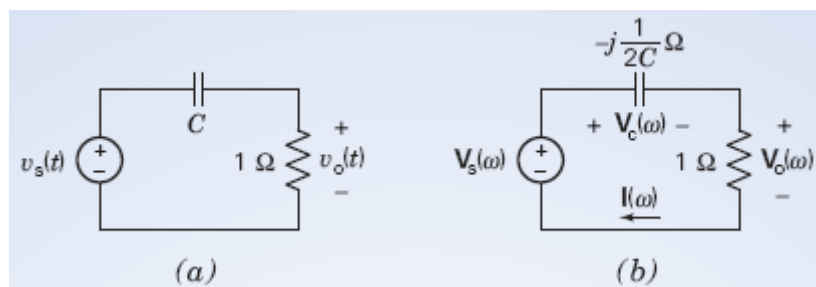 C
v_s(t)
+
−
1 Ω
+
v_o(t)
−
(a)
−j 1/2C Ω
+ V_c(ω) −
V_s(ω)
+
−
1 Ω
+
V_o(ω)
−
I(ω)
(b)